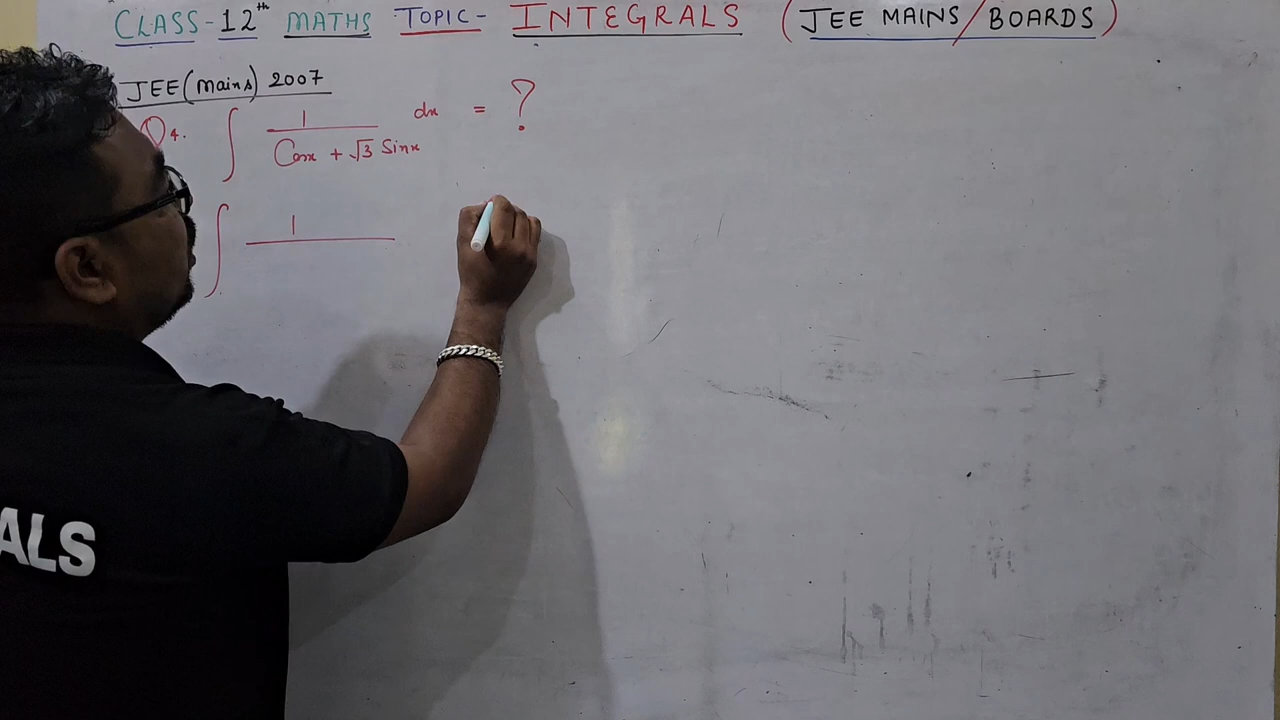 CLASS-12th MATHS TOPIC- INTEGRALS (JEE MAINS/BOARDS)
JEE(Mains) 2007
Q4. ∫ 1/(Cosx + √3 Sinx) dx = ?
∫ 1/
ALS